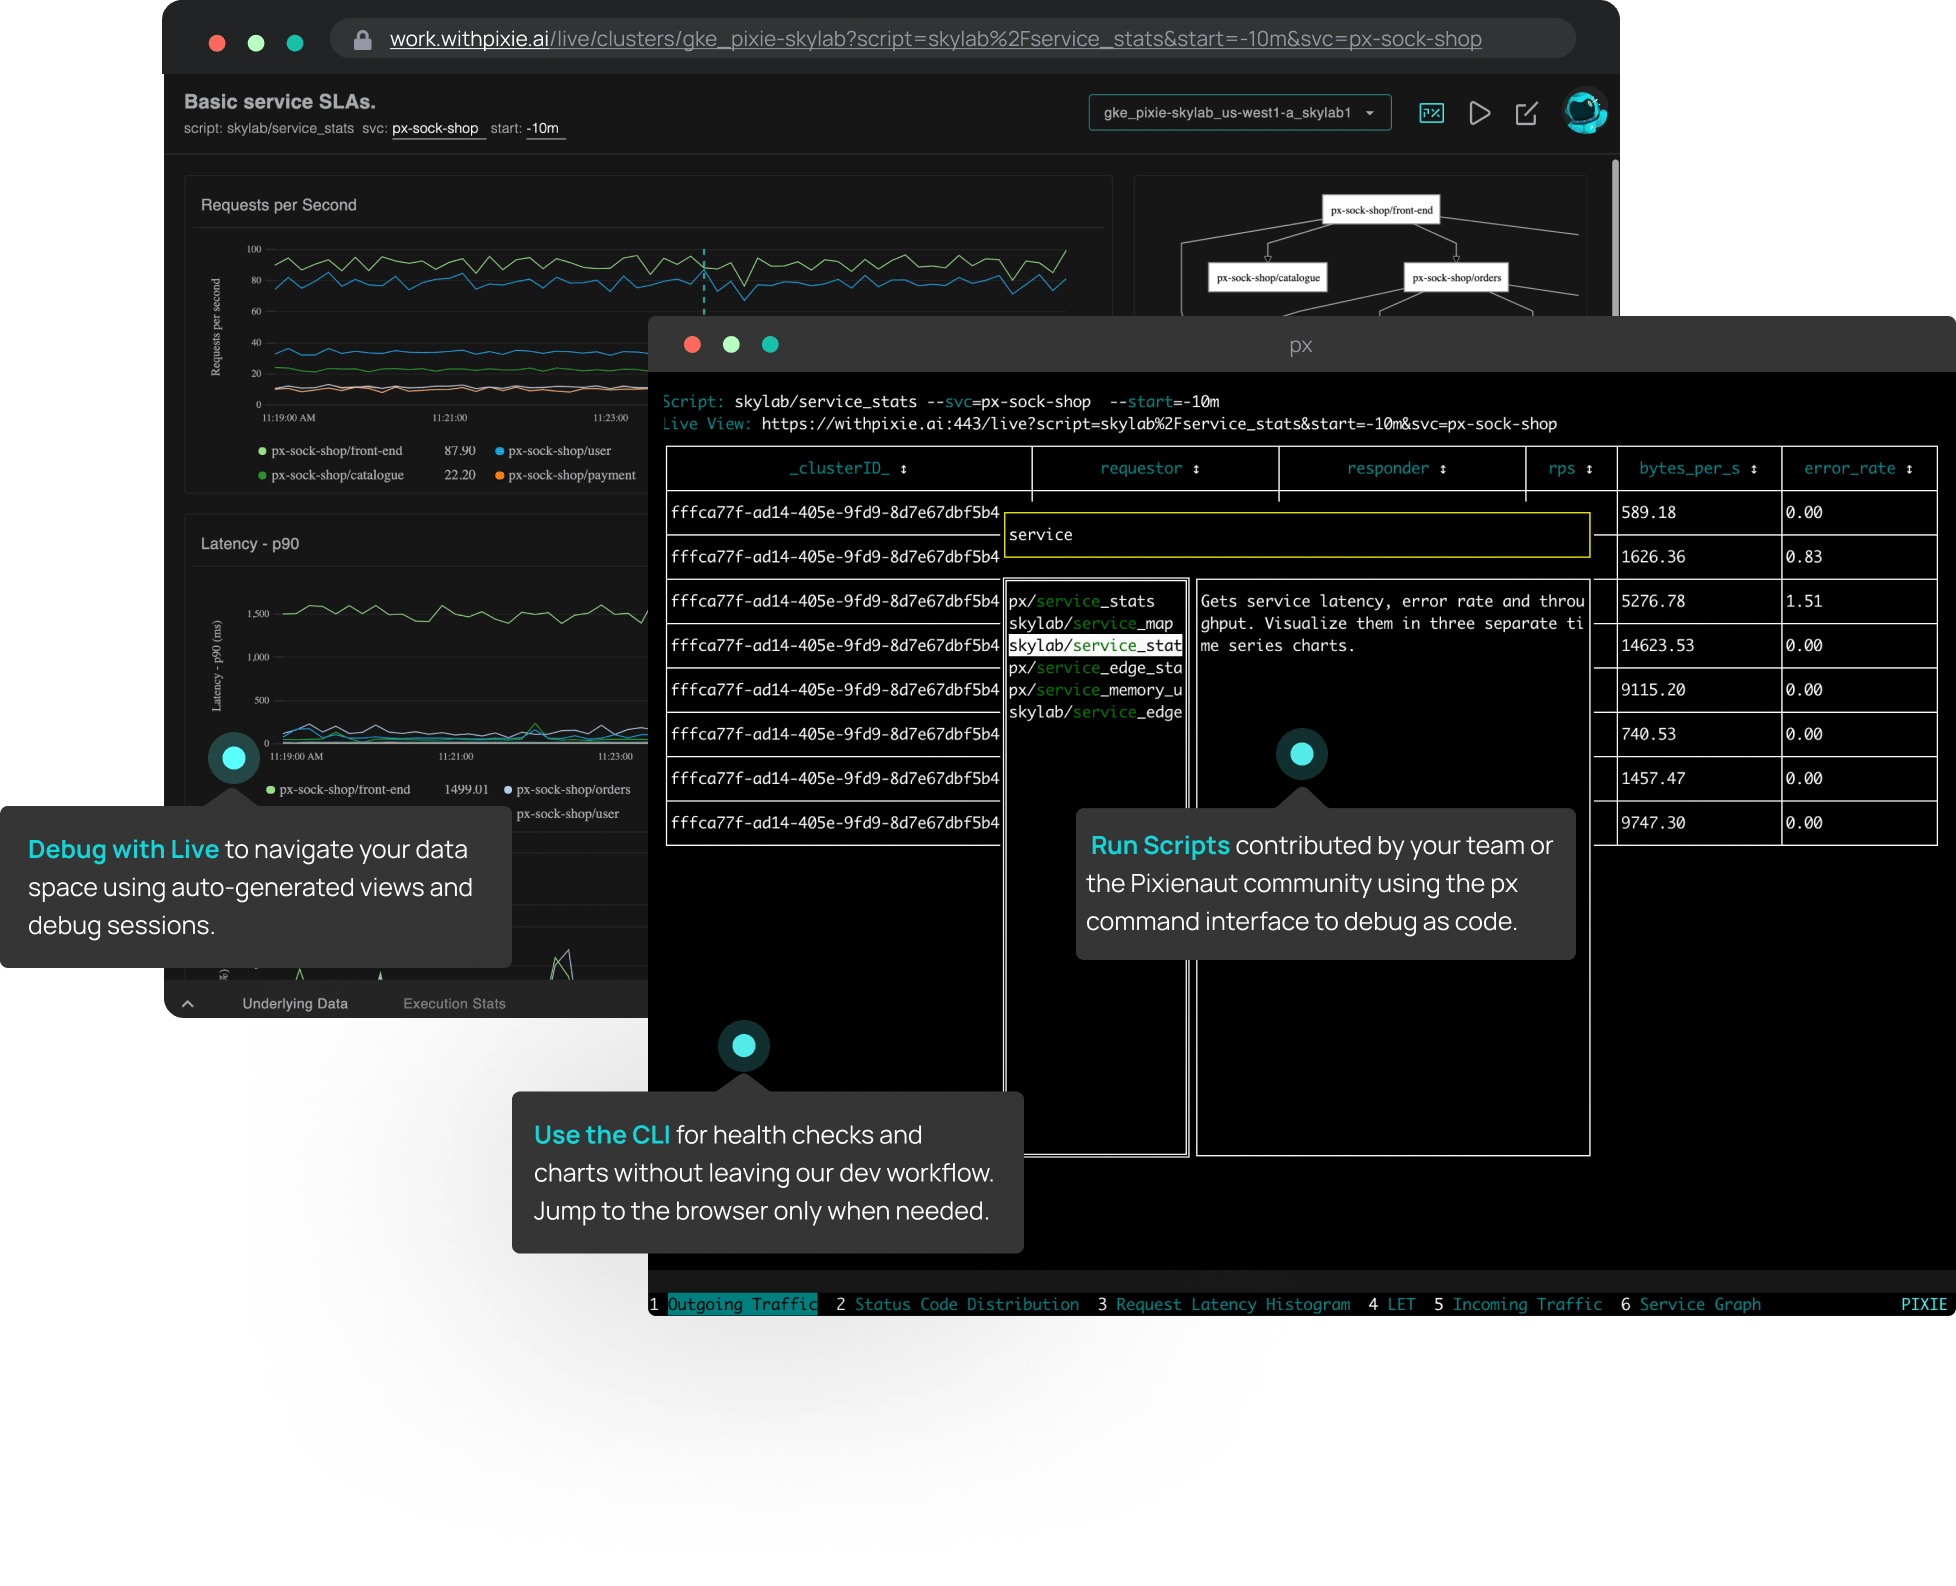 work.withpixie.ai/live/clusters/gke_pixie-skylab?script=skylab%2Fservice_stats&start=-10m&svc=px-sock-shop
Basic service SLAs.
script: skylab/service_stats svc: px-sock-shop start: -10m
gke_pixie-skylab_us-west1-a_skylab1
Requests per Second
Requests per second
100
80
60
40
20
0
11:19:00 AM 11:21:00 11:23:00
px-sock-shop/front-end 87.90 px-sock-shop/user
px-sock-shop/catalogue 22.20 px-sock-shop/payment
px-sock-shop/front-end
px-sock-shop/catalogue px-sock-shop/orders
Latency - p90
Latency - p90 (ms)
1,500
1,000
500
0
11:19:00 AM 11:21:00 11:23:00
px-sock-shop/front-end 1499.01 px-sock-shop/orders
px-sock-shop/user
Debug with Live to navigate your data
space using auto-generated views and
debug sessions.
Underlying Data Execution Stats
px
Script: skylab/service_stats --svc=px-sock-shop --start=-10m
Live View: https://withpixie.ai:443/live?script=skylab%2Fservice_stats&start=-10m&svc=px-sock-shop
_clusterID_ ↕ requestor ↕ responder ↕ rps ↕ bytes_per_s ↕ error_rate ↕
fffca77f-ad14-405e-9fd9-8d7e67dbf5b4 589.18 0.00
fffca77f-ad14-405e-9fd9-8d7e67dbf5b4 1626.36 0.83
fffca77f-ad14-405e-9fd9-8d7e67dbf5b4 5276.78 1.51
fffca77f-ad14-405e-9fd9-8d7e67dbf5b4 14623.53 0.00
fffca77f-ad14-405e-9fd9-8d7e67dbf5b4 9115.20 0.00
fffca77f-ad14-405e-9fd9-8d7e67dbf5b4 740.53 0.00
fffca77f-ad14-405e-9fd9-8d7e67dbf5b4 1457.47 0.00
fffca77f-ad14-405e-9fd9-8d7e67dbf5b4 9747.30 0.00
service
px/service_stats
skylab/service_map
skylab/service_stat
px/service_edge_sta
px/service_memory_u
skylab/service_edge
Gets service latency, error rate and throu
ghput. Visualize them in three separate ti
me series charts.
Run Scripts contributed by your team or
the Pixienaut community using the px
command interface to debug as code.
Use the CLI for health checks and
charts without leaving our dev workflow.
Jump to the browser only when needed.
1 Outgoing Traffic 2 Status Code Distribution 3 Request Latency Histogram 4 LET 5 Incoming Traffic 6 Service Graph PIXIE